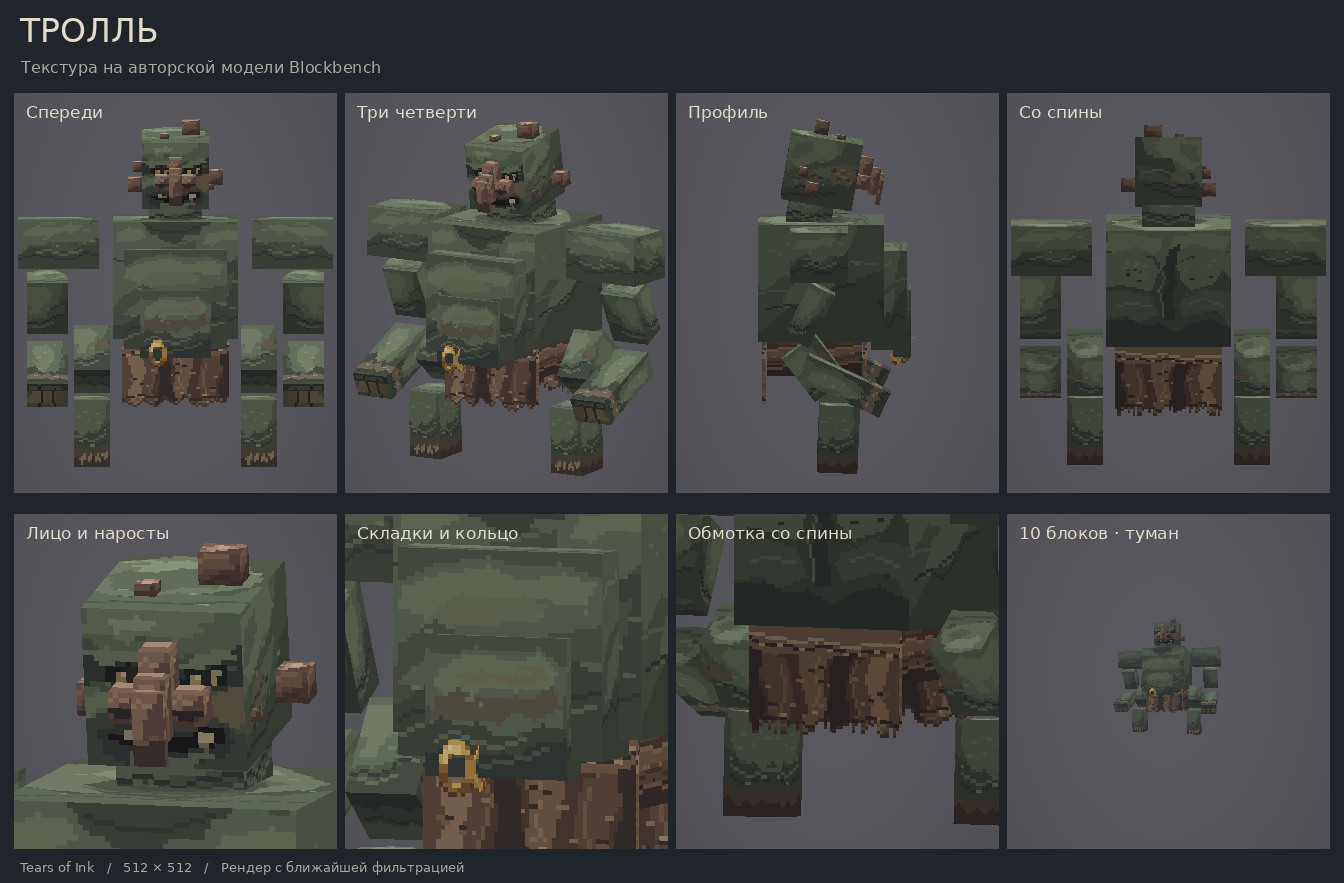 ТРОЛЛЬ
Текстура на авторской модели Blockbench
Спереди
Три четверти
Профиль
Со спины
Лицо и наросты
Складки и кольцо
Обмотка со спины
10 блоков · туман
Tears of Ink / 512 × 512 / Рендер с ближайшей фильтрацией